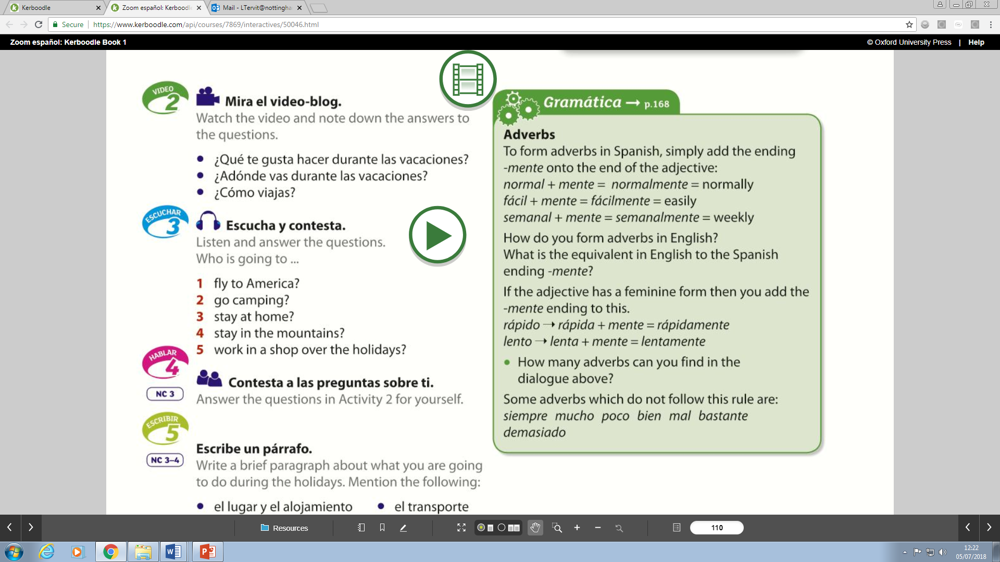 Kerboodle
Zoom español: Kerboodle
Mail - LTervit@nottingha
Secure
https://www.kerboodle.com/api/courses/7869/interactives/50046.html
Zoom español: Kerboodle Book 1
© Oxford University Press | Help
VIDEO 2
Mira el video-blog.
Watch the video and note down the answers to
the questions.
• ¿Qué te gusta hacer durante las vacaciones?
• ¿Adónde vas durante las vacaciones?
• ¿Cómo viajas?
ESCUCHAR 3
Escucha y contesta.
Listen and answer the questions.
Who is going to ...
1 fly to America?
2 go camping?
3 stay at home?
4 stay in the mountains?
5 work in a shop over the holidays?
HABLAR 4
NC 3
Contesta a las preguntas sobre ti.
Answer the questions in Activity 2 for yourself.
ESCRIBIR 5
NC 3–4
Escribe un párrafo.
Write a brief paragraph about what you are going
to do during the holidays. Mention the following:
• el lugar y el alojamiento • el transporte
Gramática → p.168
Adverbs
To form adverbs in Spanish, simply add the ending
-mente onto the end of the adjective:
normal + mente = normalmente = normally
fácil + mente = fácilmente = easily
semanal + mente = semanalmente = weekly
How do you form adverbs in English?
What is the equivalent in English to the Spanish
ending -mente?
If the adjective has a feminine form then you add the
-mente ending to this.
rápido → rápida + mente = rápidamente
lento → lenta + mente = lentamente
• How many adverbs can you find in the
dialogue above?
Some adverbs which do not follow this rule are:
siempre mucho poco bien mal bastante
demasiado
Resources
110
12:22
05/07/2018